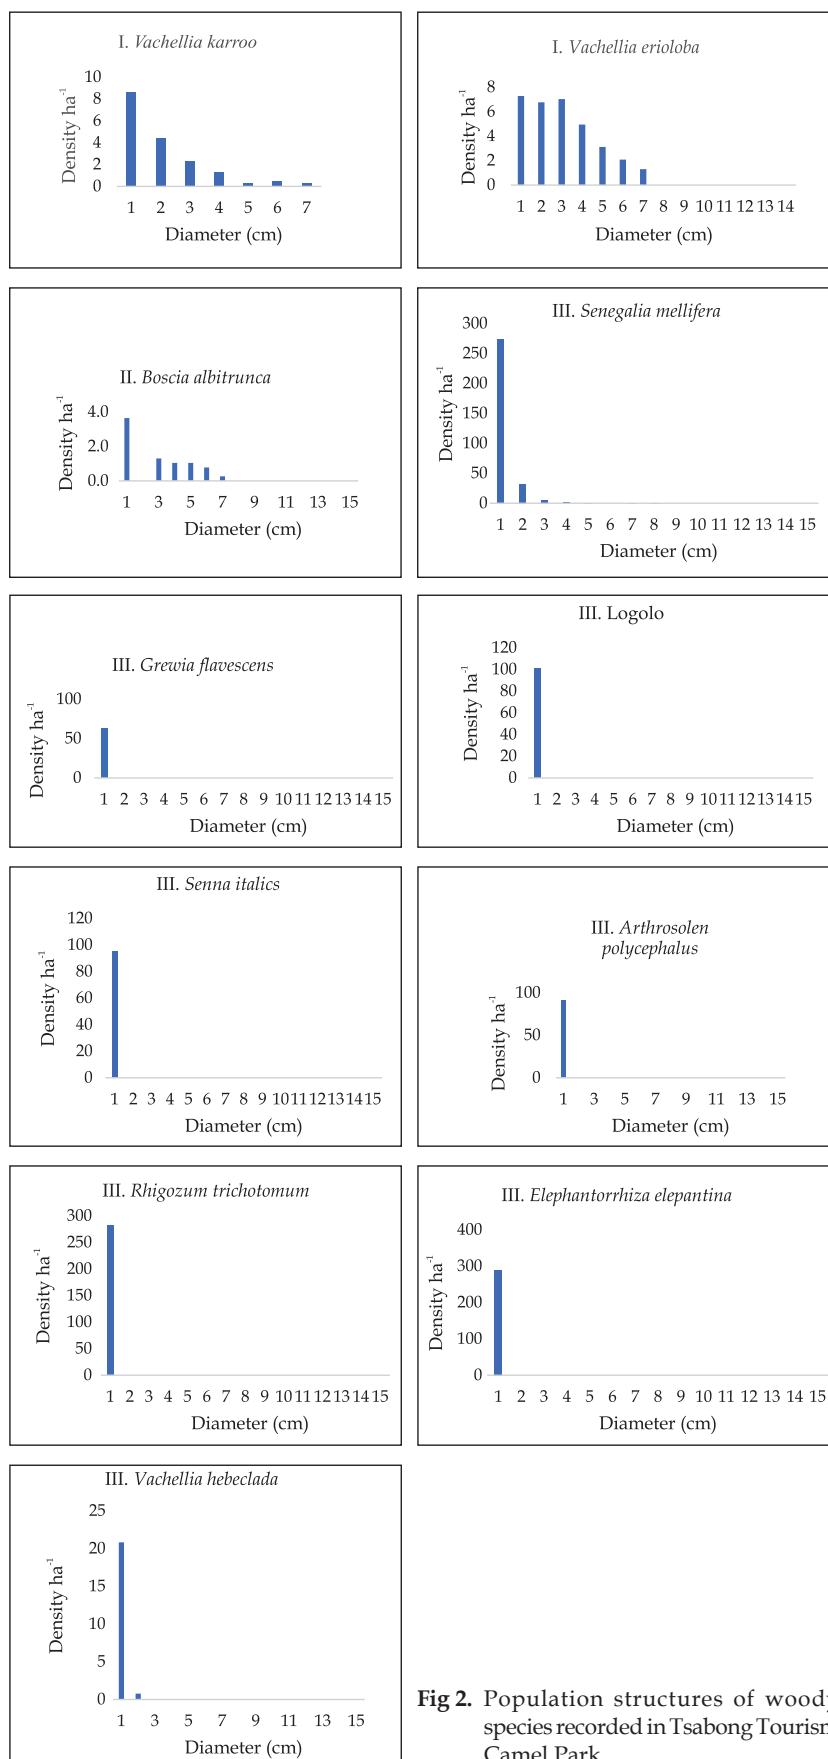 I. Vachellia karroo
Density ha-1
10
8
6
4
2
0
1 2 3 4 5 6 7
Diameter (cm)
I. Vachellia erioloba
Density ha-1
8
6
4
2
0
1 2 3 4 5 6 7 8 9 10 11 12 13 14
Diameter (cm)
II. Boscia albitrunca
Density ha-1
4.0
2.0
0.0
1 3 5 7 9 11 13 15
Diameter (cm)
III. Senegalia mellifera
Density ha-1
300
250
200
150
100
50
0
1 2 3 4 5 6 7 8 9 10 11 12 13 14 15
Diameter (cm)
III. Grewia flavescens
Density ha-1
100
50
0
1 2 3 4 5 6 7 8 9 10 11 12 13 14 15
Diameter (cm)
III. Logolo
Density ha-1
120
100
80
60
40
20
0
1 2 3 4 5 6 7 8 9 10 11 12 13 14 15
Diameter (cm)
III. Senna italics
Density ha-1
120
100
80
60
40
20
0
1 2 3 4 5 6 7 8 9 10 11 12 13 14 15
Diameter (cm)
III. Arthrosolen
polycephalus
Density ha-1
100
50
0
1 3 5 7 9 11 13 15
Diameter (cm)
III. Rhigozum trichotomum
Density ha-1
300
250
200
150
100
50
0
1 2 3 4 5 6 7 8 9 10 11 12 13 14 15
Diameter (cm)
III. Elephantorrhiza elepantina
Density ha-1
400
300
200
100
0
1 2 3 4 5 6 7 8 9 10 11 12 13 14 15
Diameter (cm)
III. Vachellia hebeclada
Density ha-1
25
20
15
10
5
0
1 3 5 7 9 11 13 15
Diameter (cm)
Fig 2. Population structures of woody
species recorded in Tsabong Tourism
Camel Park